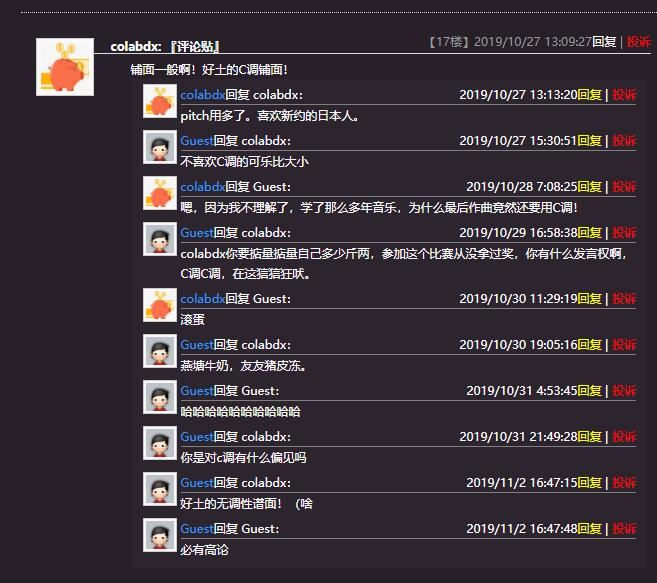 colabdx: 『评论贴』 【17楼】2019/10/27 13:09:27回复 | 投诉
铺面一般啊！好土的C调铺面！
colabdx回复 colabdx: 2019/10/27 13:13:20回复 | 投诉
pitch用多了。喜欢新约的日本人。
Guest回复 colabdx: 2019/10/27 15:30:51回复 | 投诉
不喜欢C调的可乐比大小
colabdx回复 Guest: 2019/10/28 7:08:25回复 | 投诉
嗯，因为我不理解了，学了那么多年音乐，为什么最后作曲竟然还要用C调！
Guest回复 colabdx: 2019/10/29 16:58:38回复 | 投诉
colabdx你要掂量掂量自己多少斤两，参加这个比赛从没拿过奖，你有什么发言权啊，
C调C调，在这狺狺狂吠。
colabdx回复 Guest: 2019/10/30 11:29:19回复 | 投诉
滚蛋
Guest回复 colabdx: 2019/10/30 19:05:16回复 | 投诉
燕塘牛奶，友友猪皮冻。
Guest回复 Guest: 2019/10/31 4:53:45回复 | 投诉
哈哈哈哈哈哈哈哈哈哈
Guest回复 colabdx: 2019/10/31 21:49:28回复 | 投诉
你是对c调有什么偏见吗
Guest回复 colabdx: 2019/11/2 16:47:15回复 | 投诉
好土的无调性谱面！（啥
Guest回复 Guest: 2019/11/2 16:47:48回复 | 投诉
必有高论